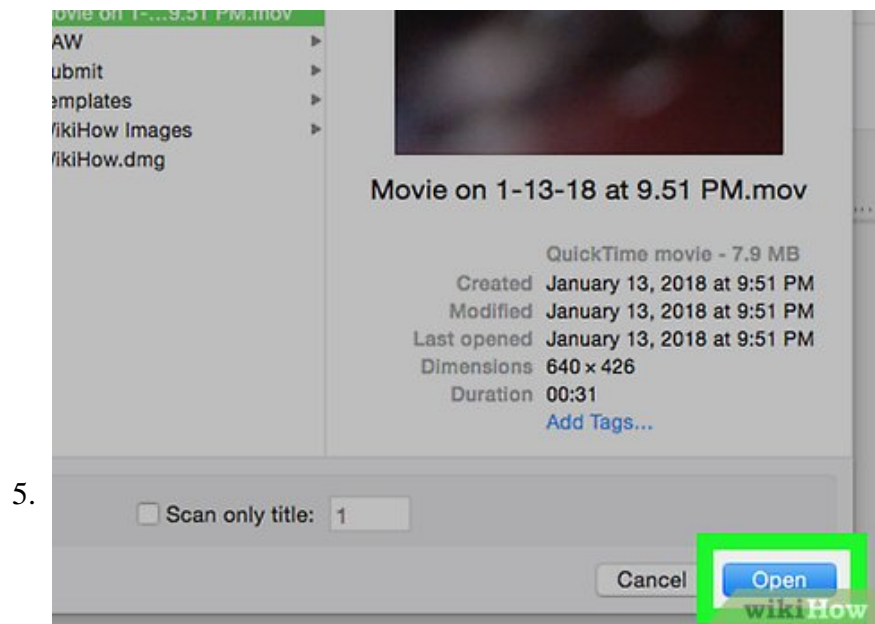 ovie on 1-...9.51 PM.mov
AW
ubmit
emplates
/ikiHow Images
/ikiHow.dmg
Movie on 1-13-18 at 9.51 PM.mov
QuickTime movie - 7.9 MB
Created January 13, 2018 at 9:51 PM
Modified January 13, 2018 at 9:51 PM
Last opened January 13, 2018 at 9:51 PM
Dimensions 640 × 426
Duration 00:31
Add Tags...
5.
Scan only title: 1
Cancel Open
wikiHow